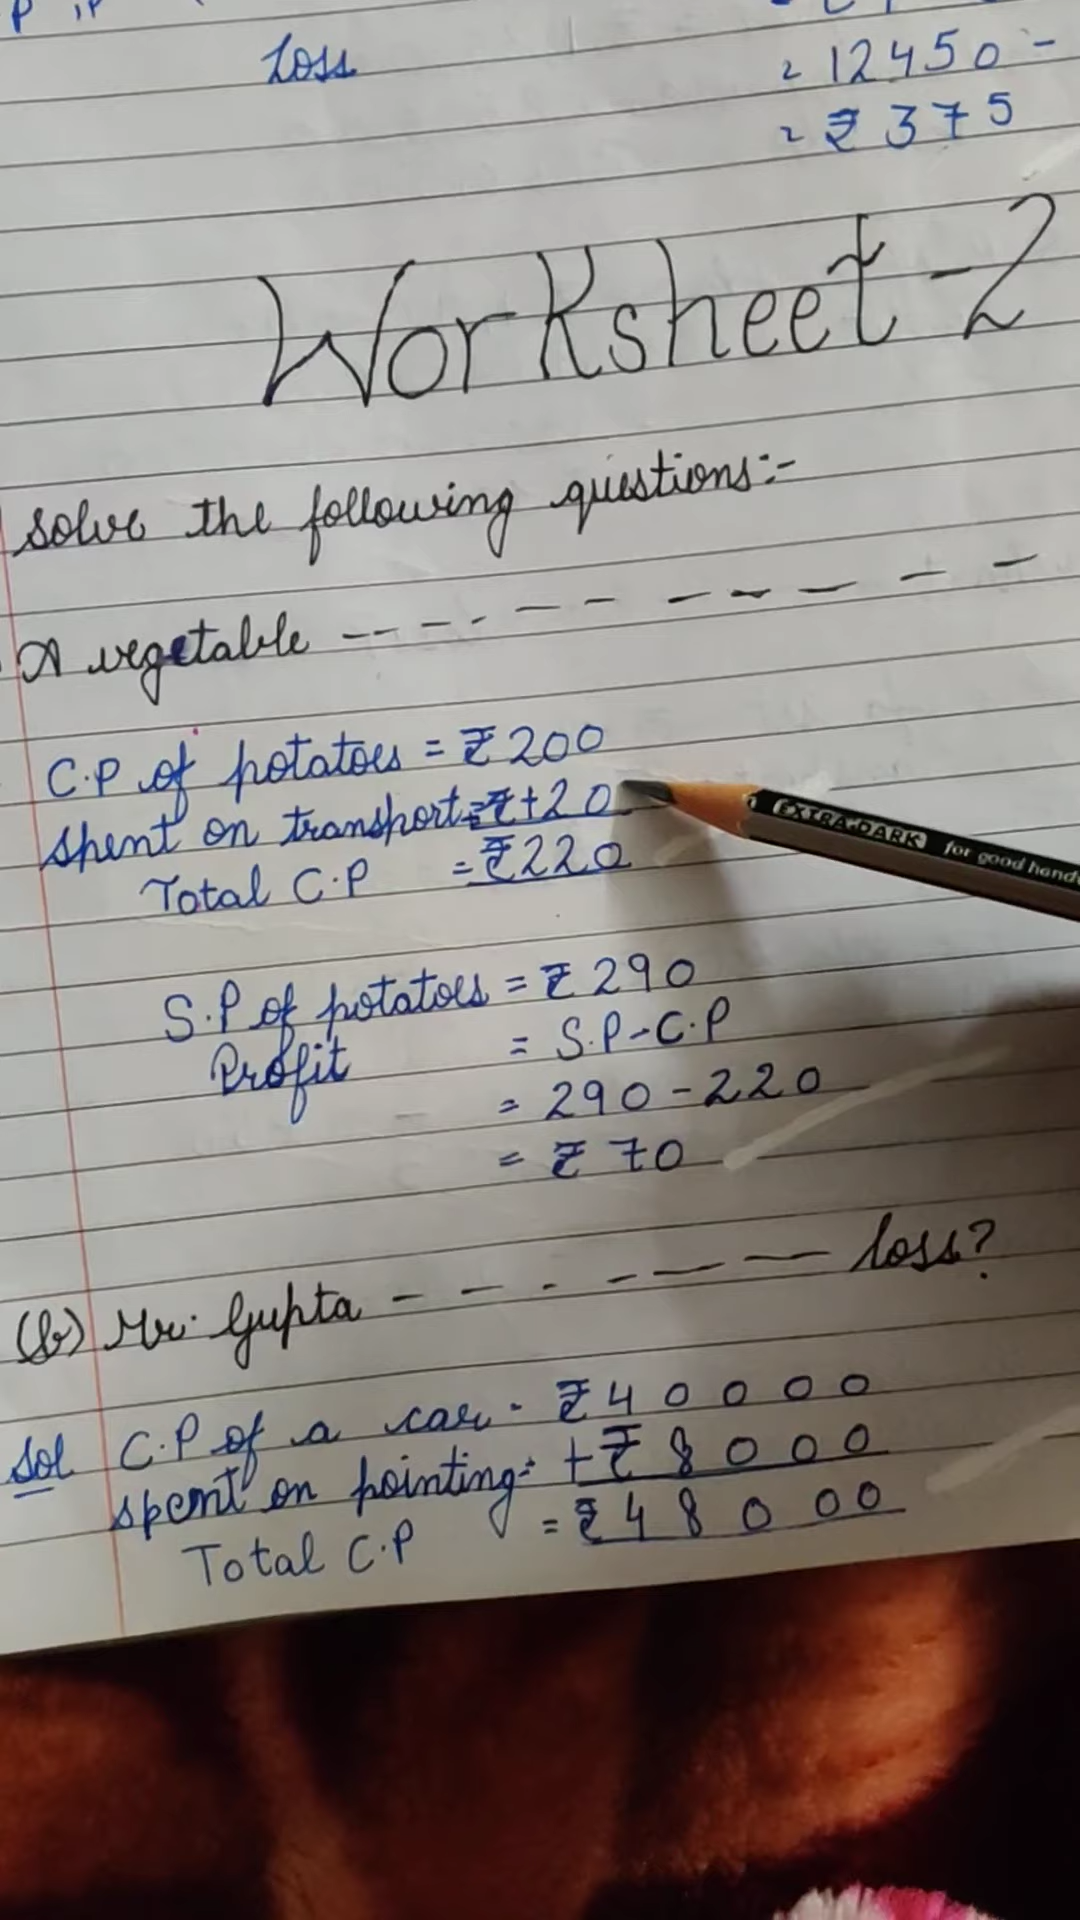 Loss
= 12450 -
= ₹ 375
Worksheet-2
solve the following questions:-
A vegetable -- -- - - - - - - -
C.P of potatoes = ₹200
spent on transport = ₹+20
Total C.P = ₹220
EXTRA DARK for good hand
S.P of potatoes = ₹ 290
Profit = S.P-C.P
= 290 - 220
= ₹ 70
(b) Mr. Gupta - - - - - - loss?
Sol C.P of a car - ₹40000
spent on pointing = + ₹ 8000
Total C.P = ₹48000